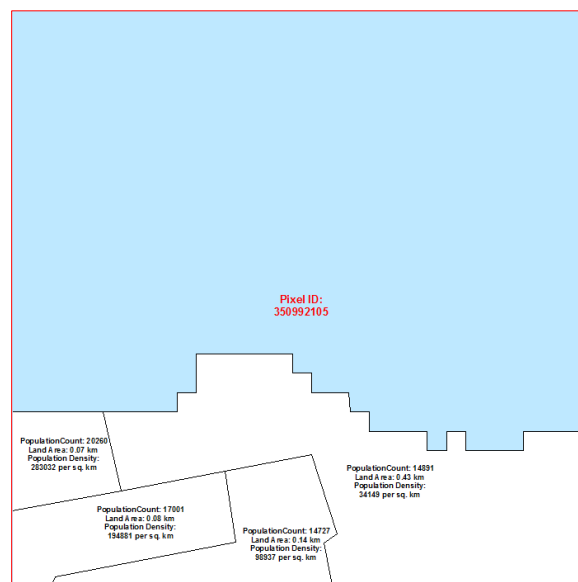 Pixel ID:
350992105
PopulationCount: 20260
Land Area: 0.07 km
Population Density:
283032 per sq. km
PopulationCount: 14891
Land Area: 0.43 km
Population Density:
34149 per sq. km
PopulationCount: 17001
Land Area: 0.08 km
Population Density:
194881 per sq. km
PopulationCount: 14727
Land Area: 0.14 km
Population Density:
98937 per sq. km